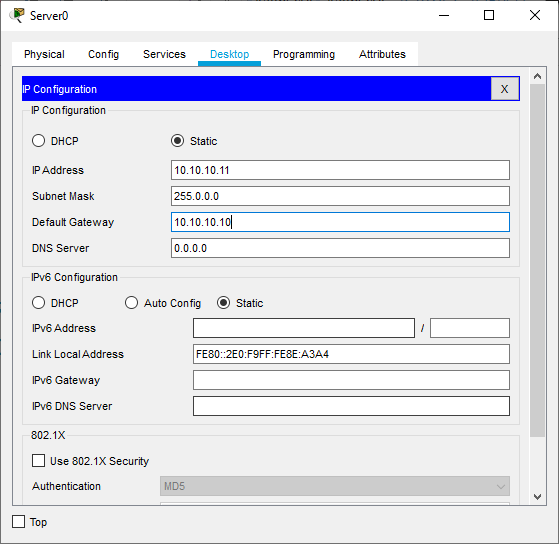 Server0
Physical Config Services Desktop Programming Attributes
IP Configuration X
IP Configuration
DHCP Static
IP Address 10.10.10.11
Subnet Mask 255.0.0.0
Default Gateway 10.10.10.10
DNS Server 0.0.0.0
IPv6 Configuration
DHCP Auto Config Static
IPv6 Address /
Link Local Address FE80::2E0:F9FF:FE8E:A3A4
IPv6 Gateway
IPv6 DNS Server
802.1X
Use 802.1X Security
Authentication MD5
Top